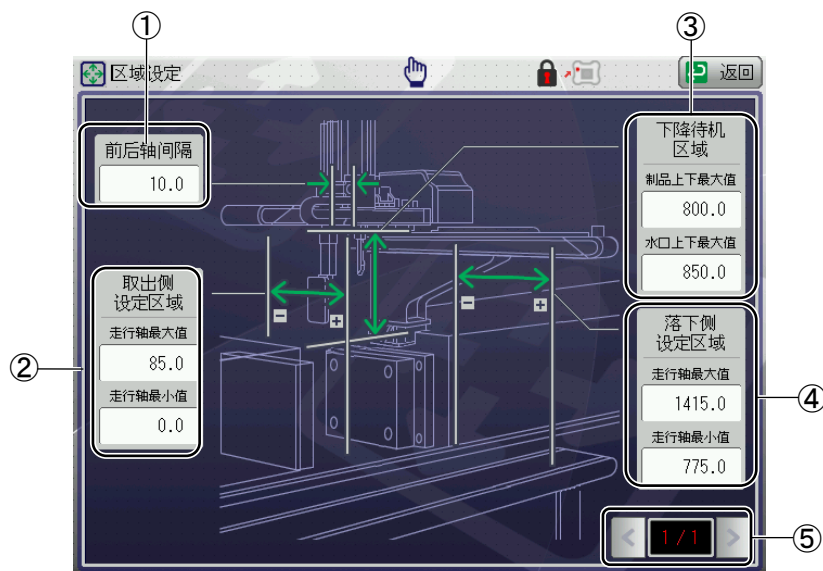 ① ③
区域设定 返回
前后轴间隔
10.0
下降待机
区域
制品上下最大值
800.0
水口上下最大值
850.0
取出侧
设定区域
走行轴最大值
85.0
走行轴最小值
0.0
②
- + - +
落下侧
设定区域
走行轴最大值
1415.0
走行轴最小值
775.0
④
< 1/1 >
⑤